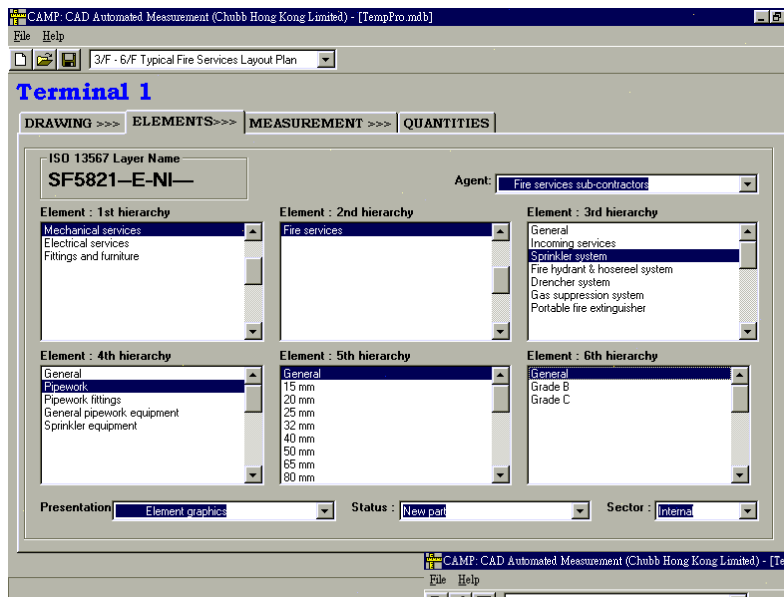 CAMP: CAD Automated Measurement (Chubb Hong Kong Limited) - [TempPro.mdb]
File Help
3/F - 6/F Typical Fire Services Layout Plan
Terminal 1
DRAWING >>> ELEMENTS>>> MEASUREMENT >>> QUANTITIES
ISO 13567 Layer Name
SF5821--E-NI---
Agent: Fire services sub-contractors
Element : 1st hierarchy Element : 2nd hierarchy Element : 3rd hierarchy
Mechanical services Fire services General
Electrical services Incoming services
Fittings and furniture Sprinkler system
Fire hydrant & hosereel system
Drencher system
Gas suppression system
Portable fire extinguisher
Element : 4th hierarchy Element : 5th hierarchy Element : 6th hierarchy
General General General
Pipework 15 mm Grade B
Pipework fittings 20 mm Grade C
General pipework equipment 25 mm
Sprinkler equipment 32 mm
40 mm
50 mm
65 mm
80 mm
Presentation Element graphics Status : New part Sector : Internal
CAMP: CAD Automated Measurement (Chubb Hong Kong Limited) - [Te
File Help